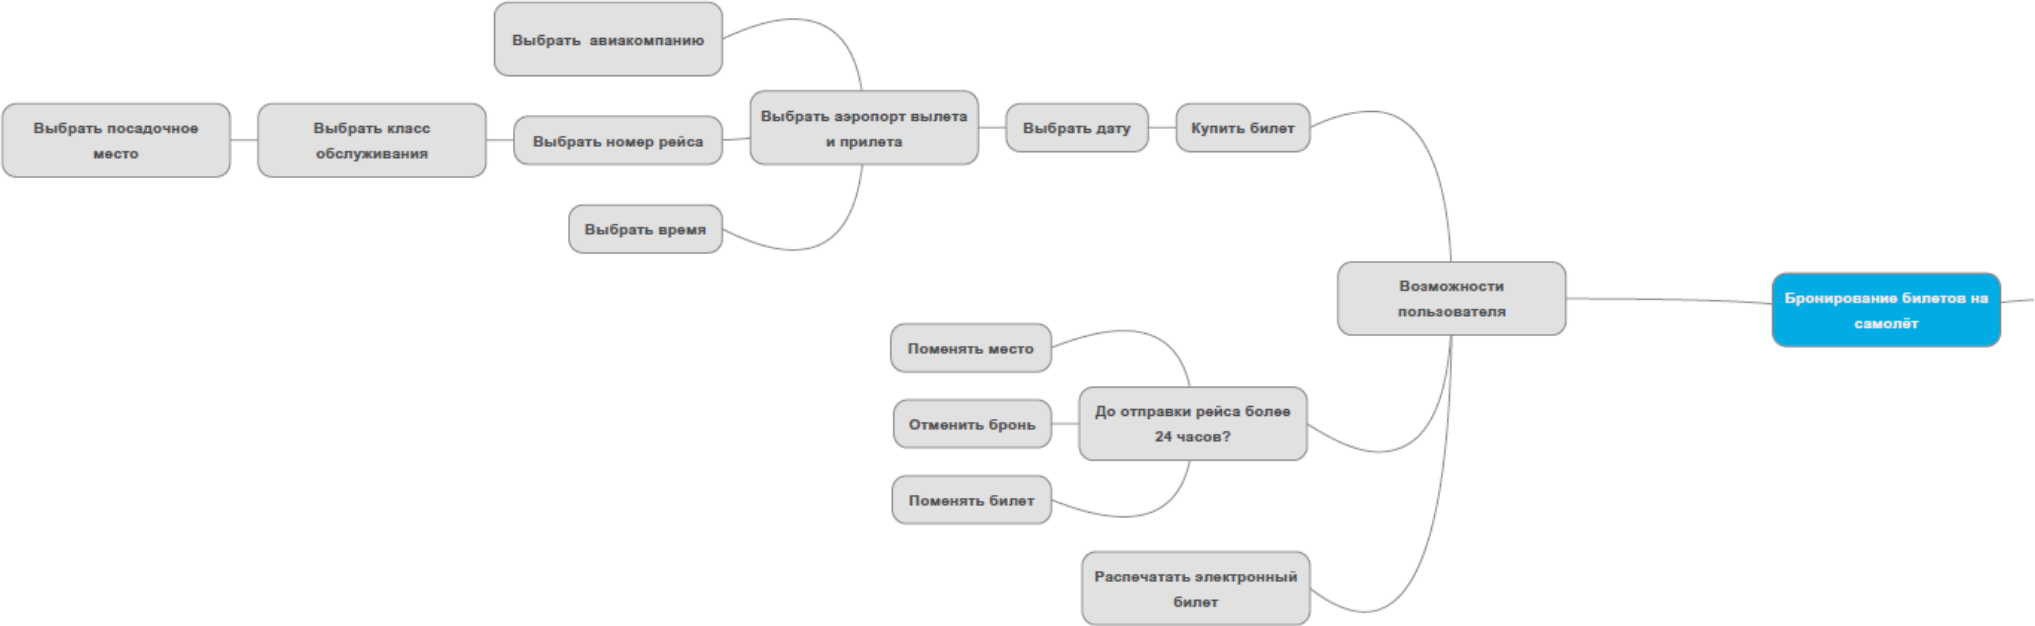 Выбрать авиакомпанию
Выбрать посадочное
место
Выбрать класс
обслуживания
Выбрать номер рейса
Выбрать аэропорт вылета
и прилета
Выбрать дату
Купить билет
Выбрать время
Возможности
пользователя
Бронирование билетов на
самолёт
Поменять место
Отменить бронь
До отправки рейса более
24 часов?
Поменять билет
Распечатать электронный
билет